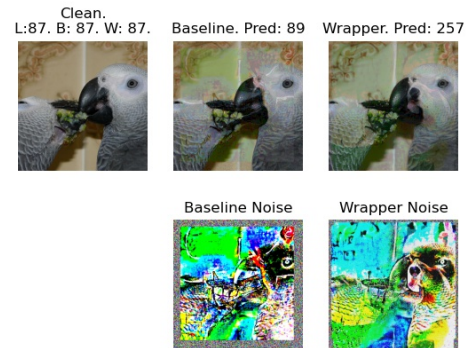 Clean.
L:87. B: 87. W: 87.
Baseline. Pred: 89
Wrapper. Pred: 257
Baseline Noise
Wrapper Noise